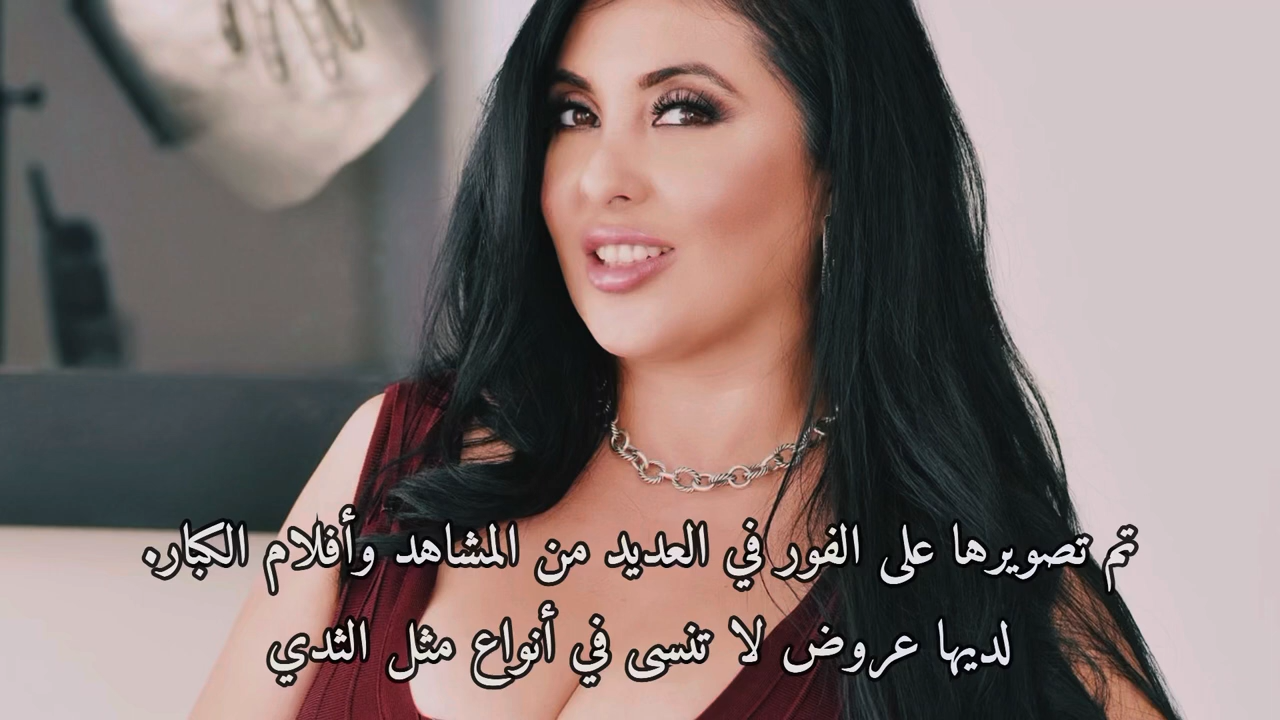 تم تصويرها على الفور في العديد من المشاهد وأفلام الكبار.
لديها عروض لا تنسى في أنواع مثل الثدي